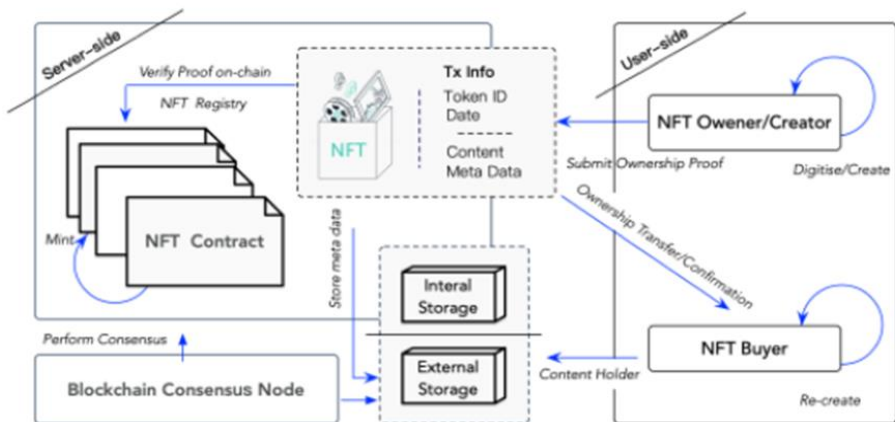 Server-side
Verify Proof on-chain
NFT Registry
NFT
Tx Info
Token ID
Date
Content
Meta Data
User-side
NFT Owener/Creator
Submit Ownership Proof
Digitise/Create
Mint
NFT Contract
Store meta data
Ownership Transfer/Confirmation
Interal
Storage
Perform Consensus
Blockchain Consensus Node
External
Storage
Content Holder
NFT Buyer
Re-create